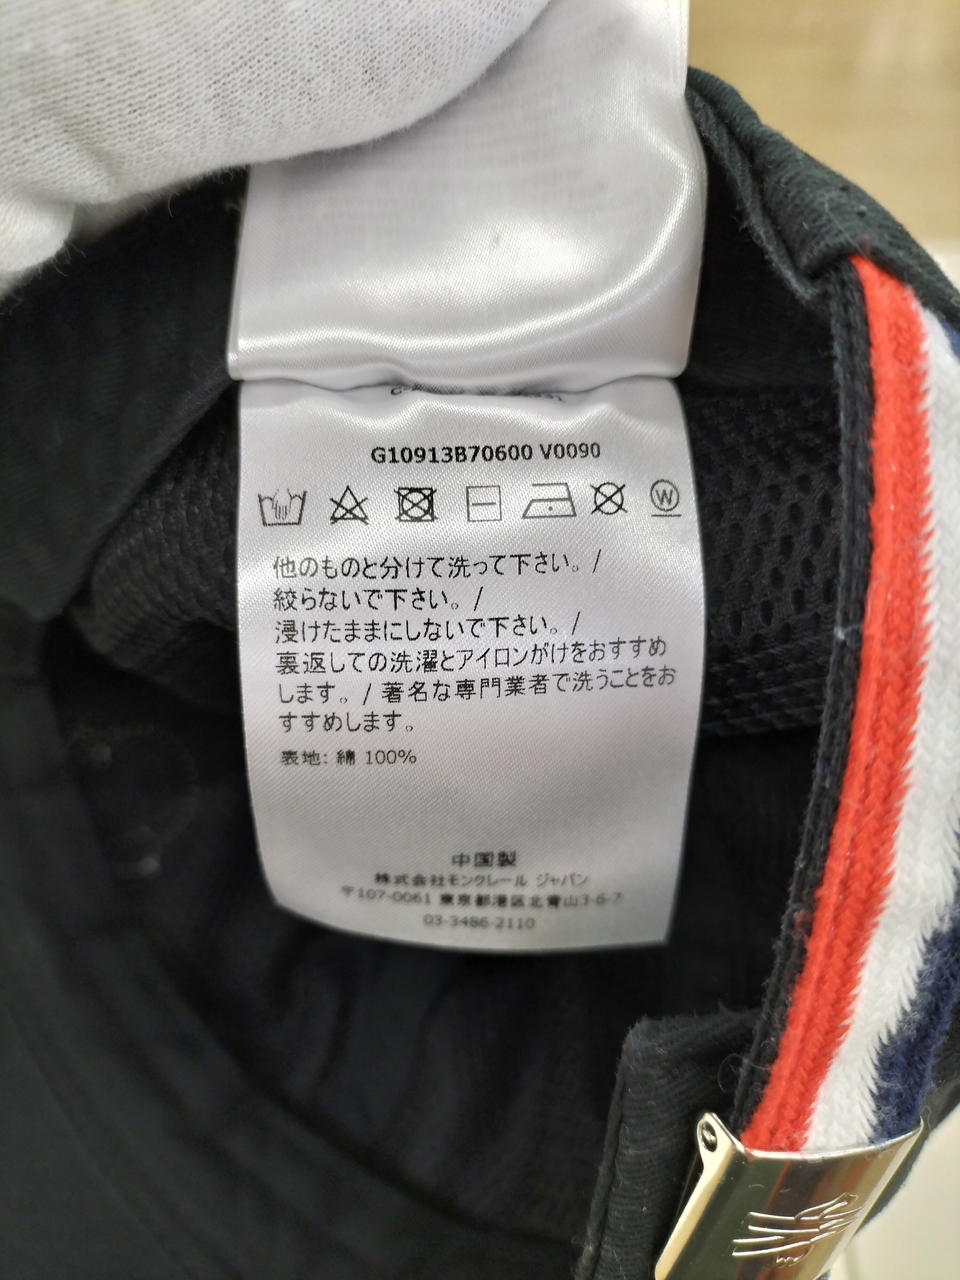 G10913B70600 V0090
W
他のものと分けて洗って下さい。/
絞らないで下さい。/
浸けたままにしないで下さい。/
裏返しての洗濯とアイロンがけをおすすめ
します。/ 著名な専門業者で洗うことをお
すすめします。
表地: 綿 100%
中国製
株式会社モンクレール ジャパン
〒107-0061 東京都港区北青山3-6-7
03-3486-2110